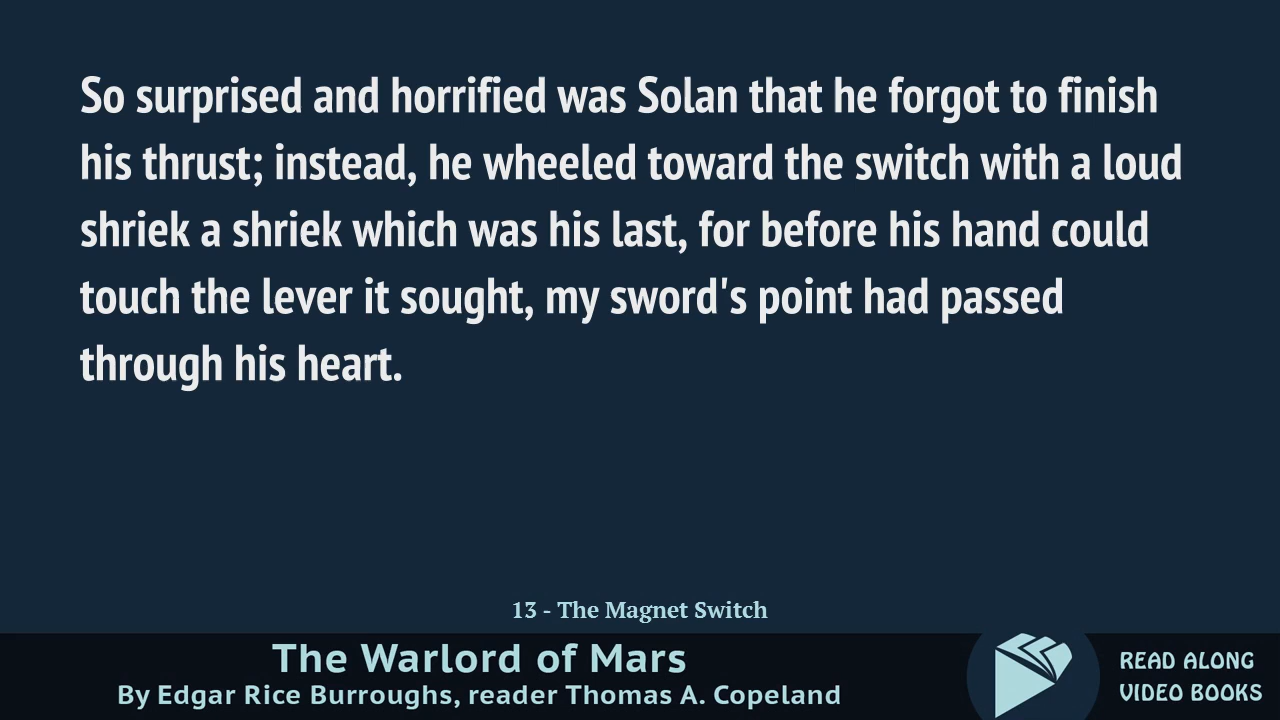 So surprised and horrified was Solan that he forgot to finish
his thrust; instead, he wheeled toward the switch with a loud
shriek a shriek which was his last, for before his hand could
touch the lever it sought, my sword's point had passed
through his heart.
13 - The Magnet Switch
The Warlord of Mars
By Edgar Rice Burroughs, reader Thomas A. Copeland
READ ALONG
VIDEO BOOKS